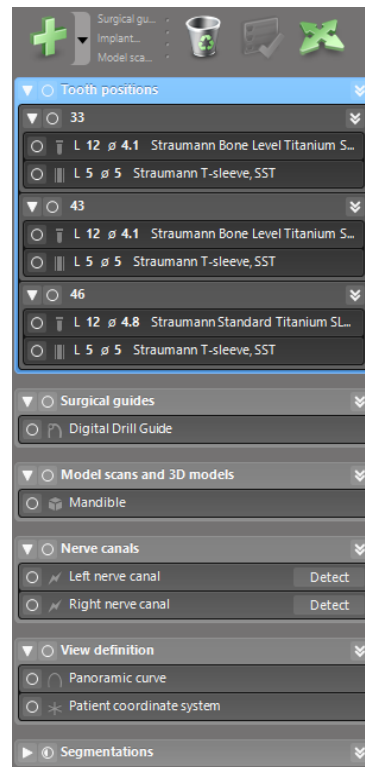 Surgical gu...
Implant...
Model sca...
Tooth positions
33
L 12 ø 4.1 Straumann Bone Level Titanium S...
L 5 ø 5 Straumann T-sleeve, SST
43
L 12 ø 4.1 Straumann Bone Level Titanium S...
L 5 ø 5 Straumann T-sleeve, SST
46
L 12 ø 4.8 Straumann Standard Titanium SL...
L 5 ø 5 Straumann T-sleeve, SST
Surgical guides
Digital Drill Guide
Model scans and 3D models
Mandible
Nerve canals
Left nerve canal Detect
Right nerve canal Detect
View definition
Panoramic curve
Patient coordinate system
Segmentations